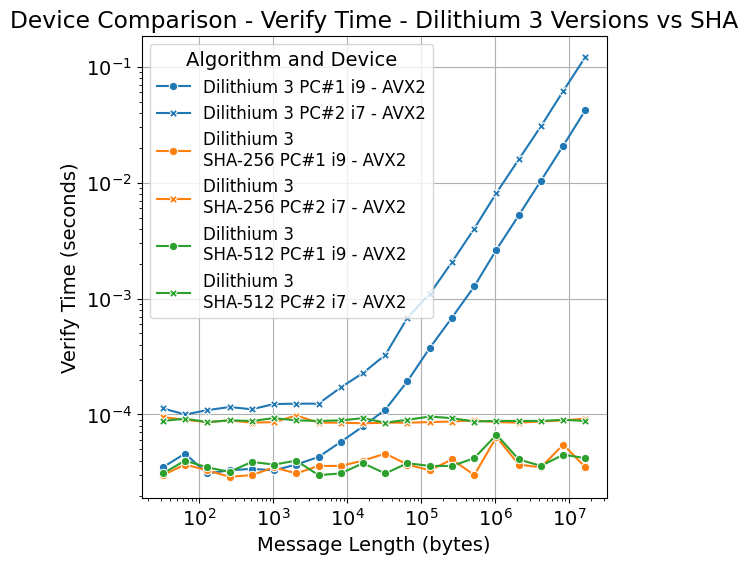 Device Comparison - Verify Time - Dilithium 3 Versions vs SHA
Algorithm and Device
Dilithium 3 PC#1 i9 - AVX2
Dilithium 3 PC#2 i7 - AVX2
Dilithium 3
SHA-256 PC#1 i9 - AVX2
Dilithium 3
SHA-256 PC#2 i7 - AVX2
Dilithium 3
SHA-512 PC#1 i9 - AVX2
Dilithium 3
SHA-512 PC#2 i7 - AVX2
Verify Time (seconds)
10⁻¹
10⁻²
10⁻³
10⁻⁴
10² 10³ 10⁴ 10⁵ 10⁶ 10⁷
Message Length (bytes)